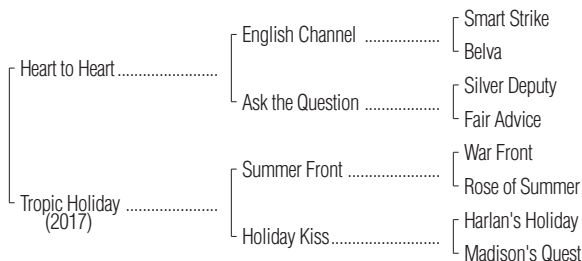 Smart Strike
English Channel ..................
Belva
Heart to Heart ........................
Silver Deputy
Ask the Question ..................
Fair Advice
War Front
Summer Front ......................
Rose of Summer
Tropic Holiday ......................
(2017)
Harlan's Holiday
Holiday Kiss..........................
Madison's Quest